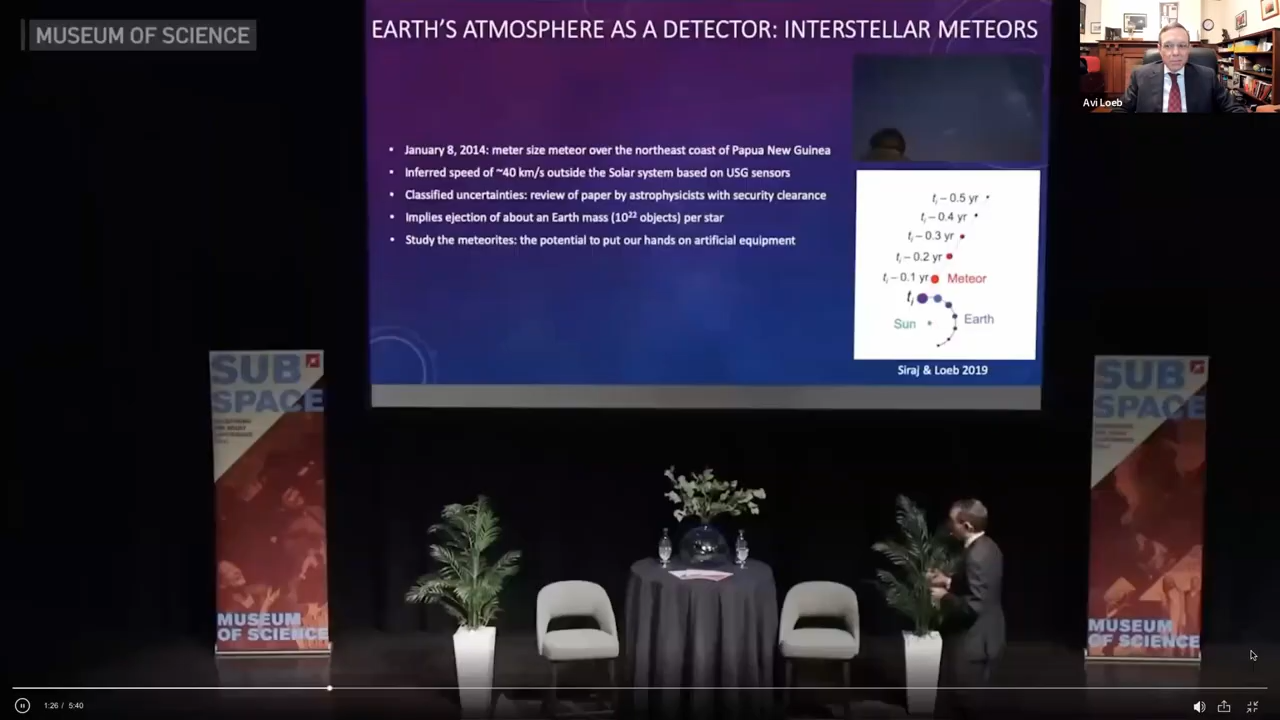 MUSEUM OF SCIENCE
EARTH'S ATMOSPHERE AS A DETECTOR: INTERSTELLAR METEORS
Avi Loeb
• January 8, 2014: meter size meteor over the northeast coast of Papua New Guinea
• Inferred speed of ~40 km/s outside the Solar system based on USG sensors
• Classified uncertainties: review of paper by astrophysicists with security clearance
• Implies ejection of about an Earth mass (10²² objects) per star
• Study the meteorites: the potential to put our hands on artificial equipment
tᵢ – 0.5 yr
tᵢ – 0.4 yr
tᵢ – 0.3 yr
tᵢ – 0.2 yr
tᵢ – 0.1 yr Meteor
tᵢ
Sun Earth
Siraj & Loeb 2019
SUB
SPACE
MUSEUM
OF SCIENCE
SUB
SPACE
MUSEUM
OF SCIENCE
1:26 / 5:40